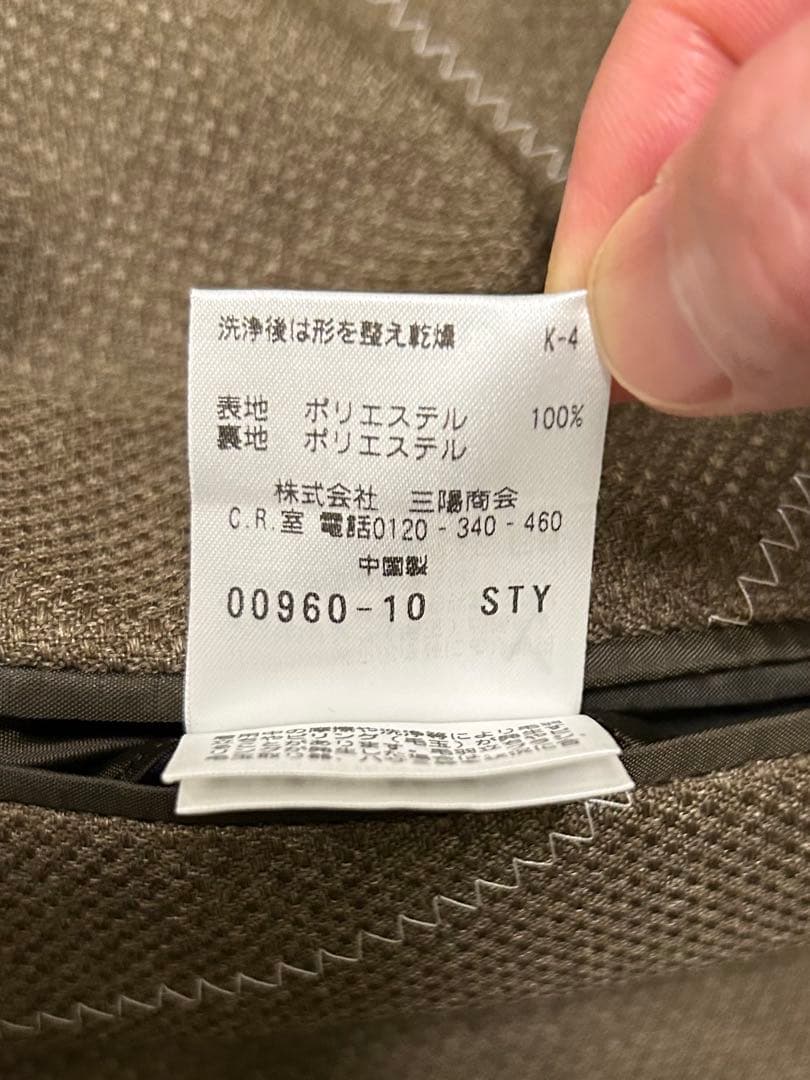 洗浄後は形を整え乾燥 K-4
表地 ポリエステル 100%
裏地 ポリエステル
株式会社 三陽商会
C.R.室 電話0120-340-460
中国製
00960-10 STY